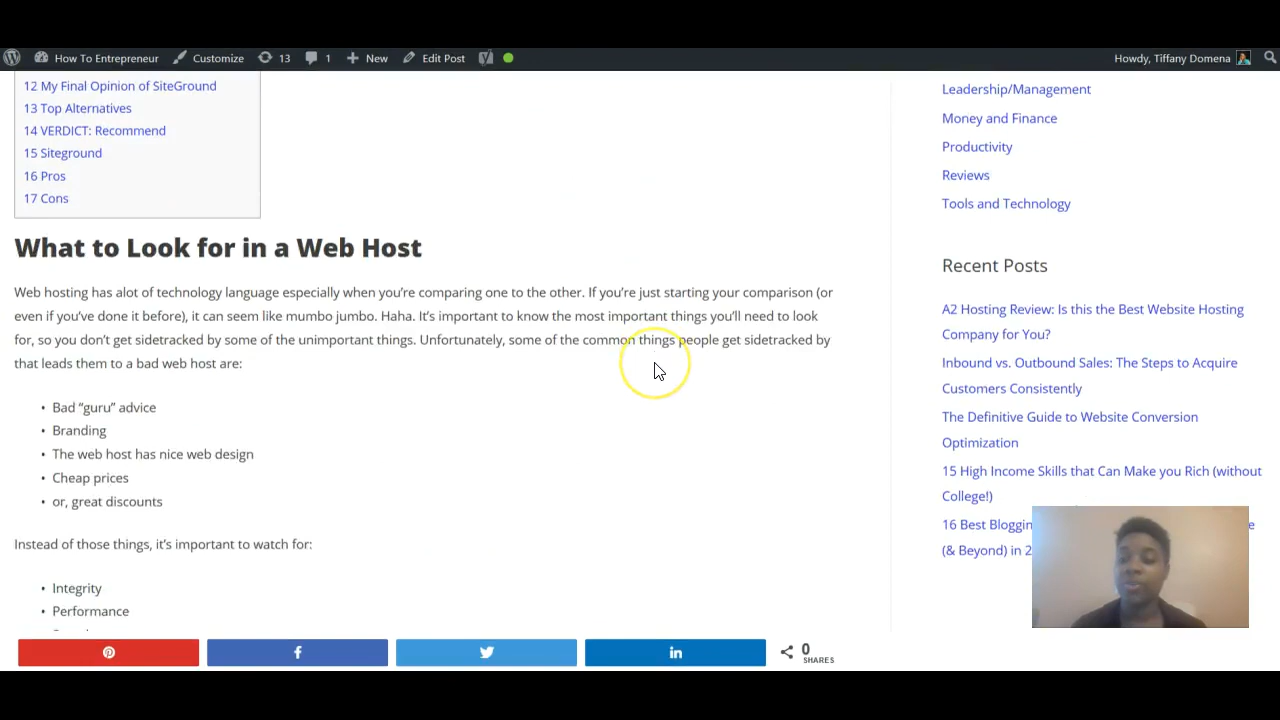 How To Entrepreneur Customize 13 1 New Edit Post Howdy, Tiffany Domena
12 My Final Opinion of SiteGround
13 Top Alternatives
14 VERDICT: Recommend
15 Siteground
16 Pros
17 Cons
What to Look for in a Web Host
Web hosting has alot of technology language especially when you're comparing one to the other. If you're just starting your comparison (or
even if you've done it before), it can seem like mumbo jumbo. Haha. It's important to know the most important things you'll need to look
for, so you don't get sidetracked by some of the unimportant things. Unfortunately, some of the common things people get sidetracked by
that leads them to a bad web host are:
• Bad “guru” advice
• Branding
• The web host has nice web design
• Cheap prices
• or, great discounts
Instead of those things, it's important to watch for:
• Integrity
• Performance
0
SHARES
Leadership/Management
Money and Finance
Productivity
Reviews
Tools and Technology
Recent Posts
A2 Hosting Review: Is this the Best Website Hosting
Company for You?
Inbound vs. Outbound Sales: The Steps to Acquire
Customers Consistently
The Definitive Guide to Website Conversion
Optimization
15 High Income Skills that Can Make you Rich (without
College!)
16 Best Bloggin
(& Beyond) in 2